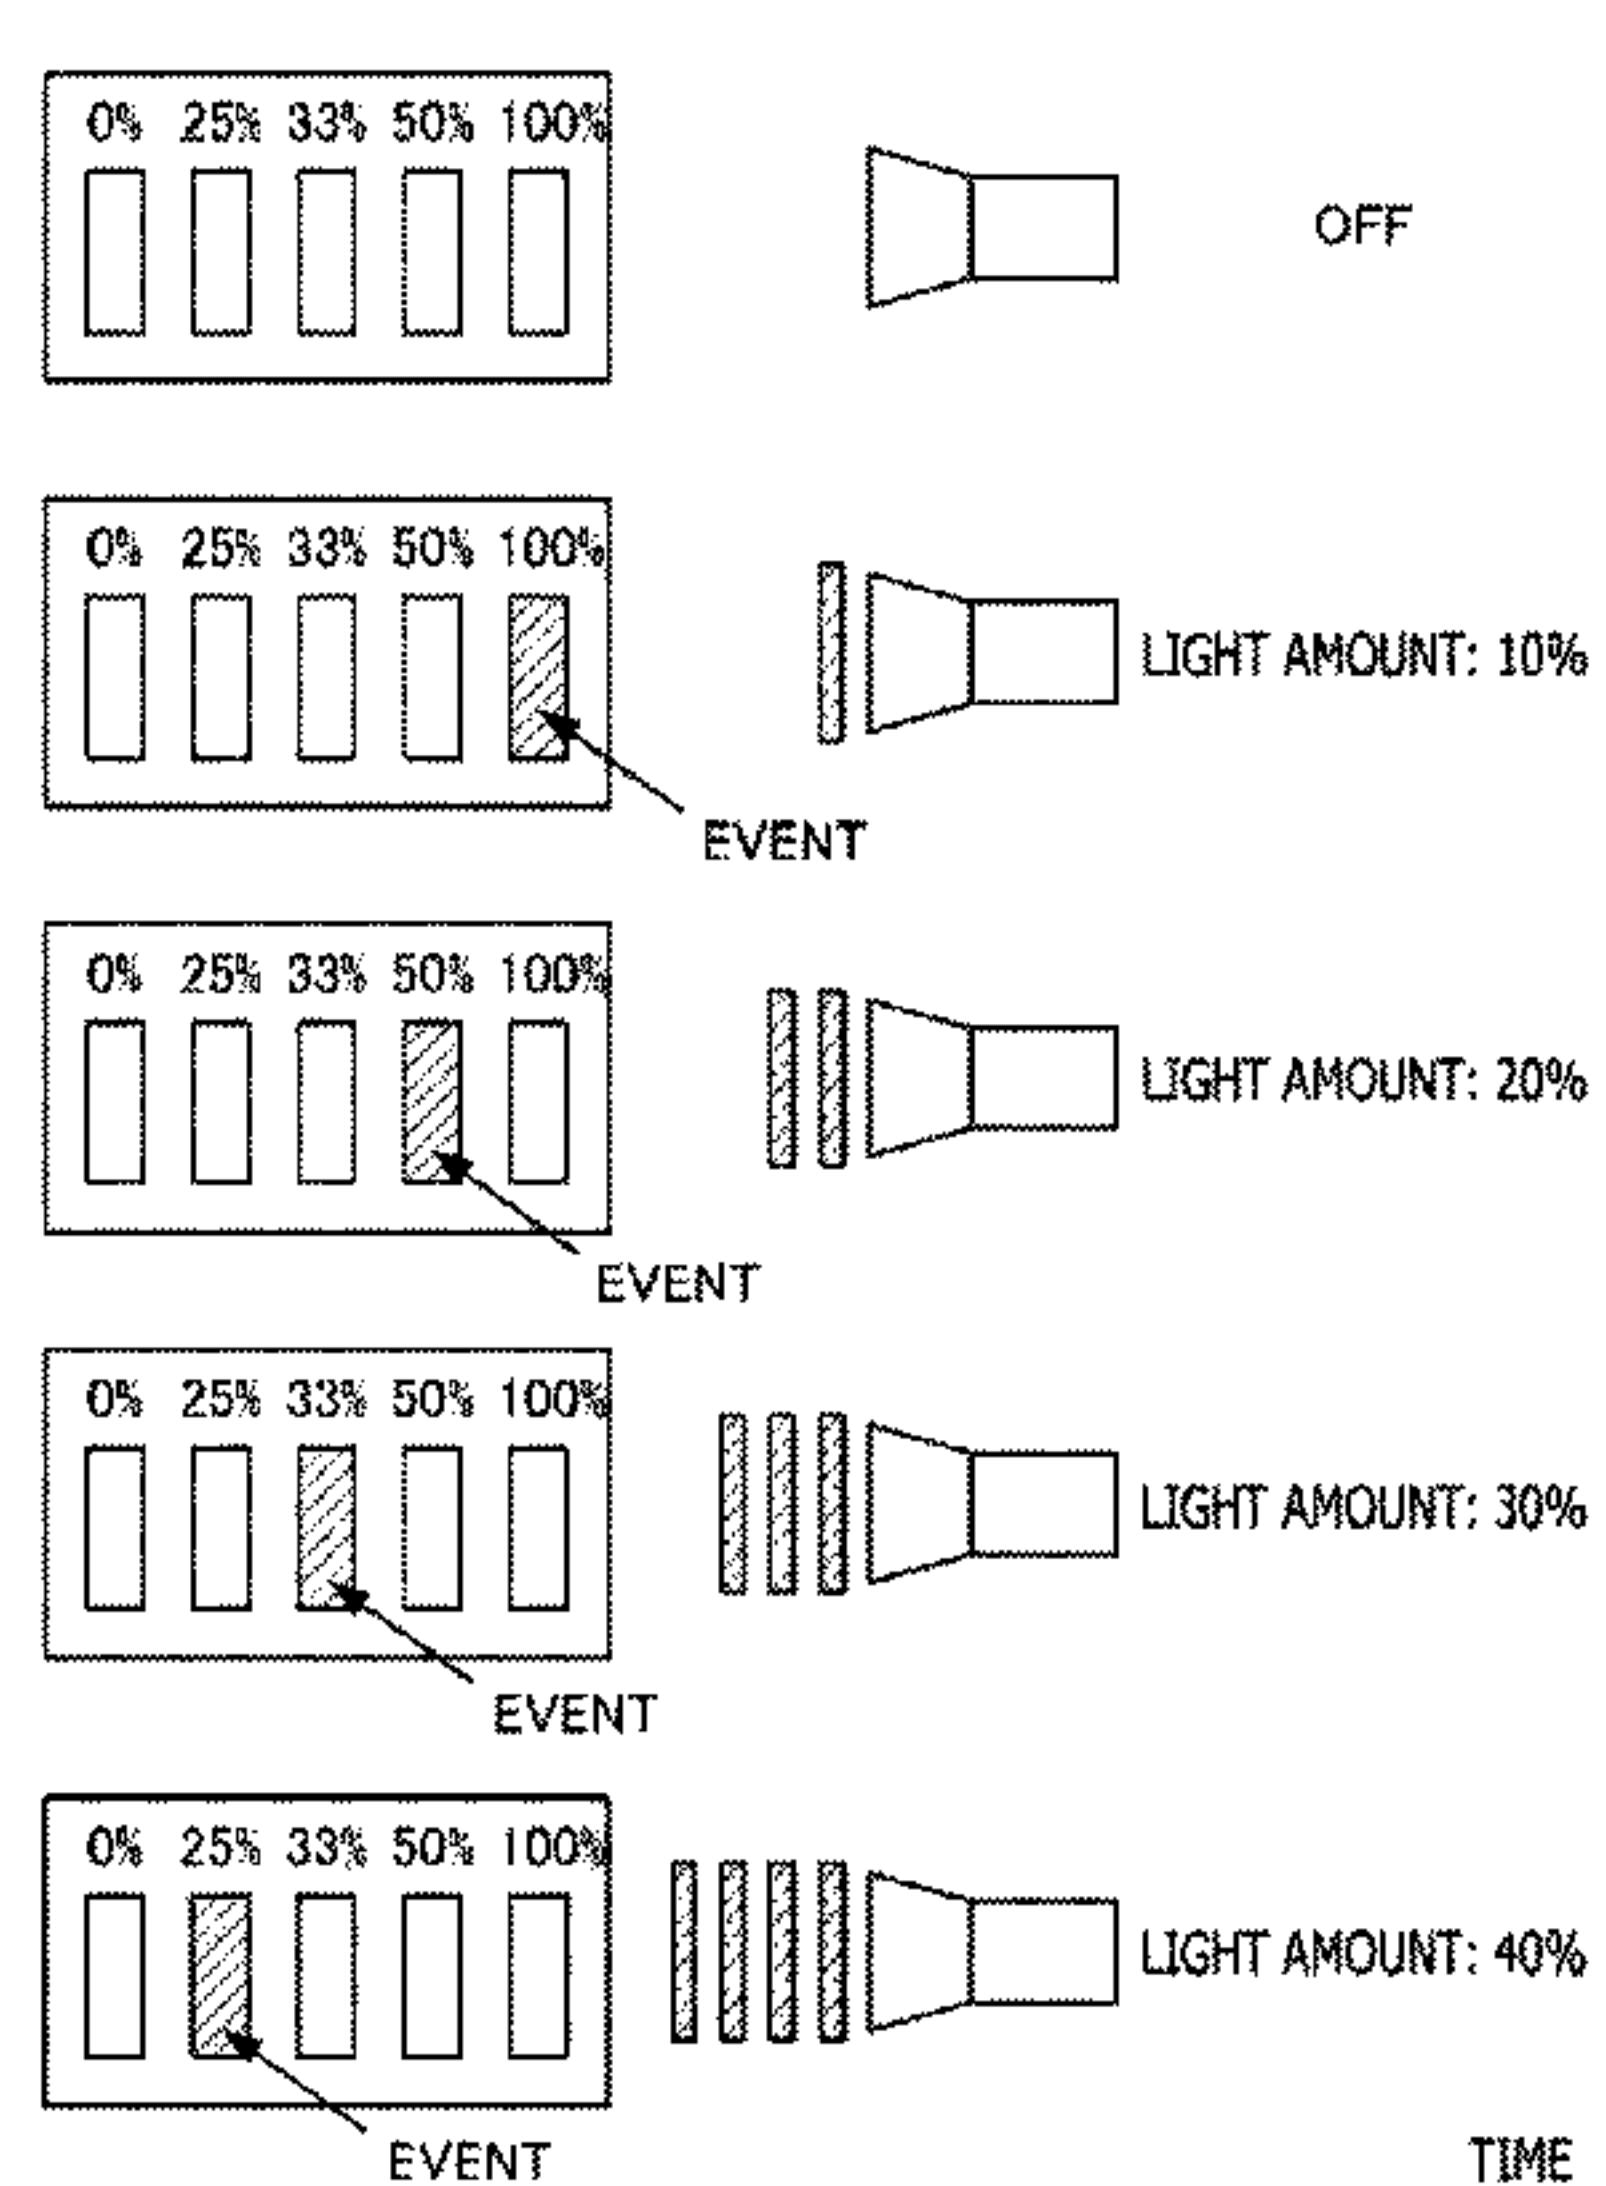 0% 25% 33% 50% 100%
OFF
0% 25% 33% 50% 100%
LIGHT AMOUNT: 10%
EVENT
0% 25% 33% 50% 100%
LIGHT AMOUNT: 20%
EVENT
0% 25% 33% 50% 100%
LIGHT AMOUNT: 30%
EVENT
0% 25% 33% 50% 100%
LIGHT AMOUNT: 40%
EVENT
TIME